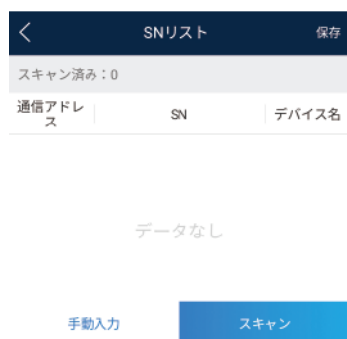 SNリスト 保存
スキャン済み：0
通信アドレ
ス SN デバイス名
データなし
手動入力 スキャン